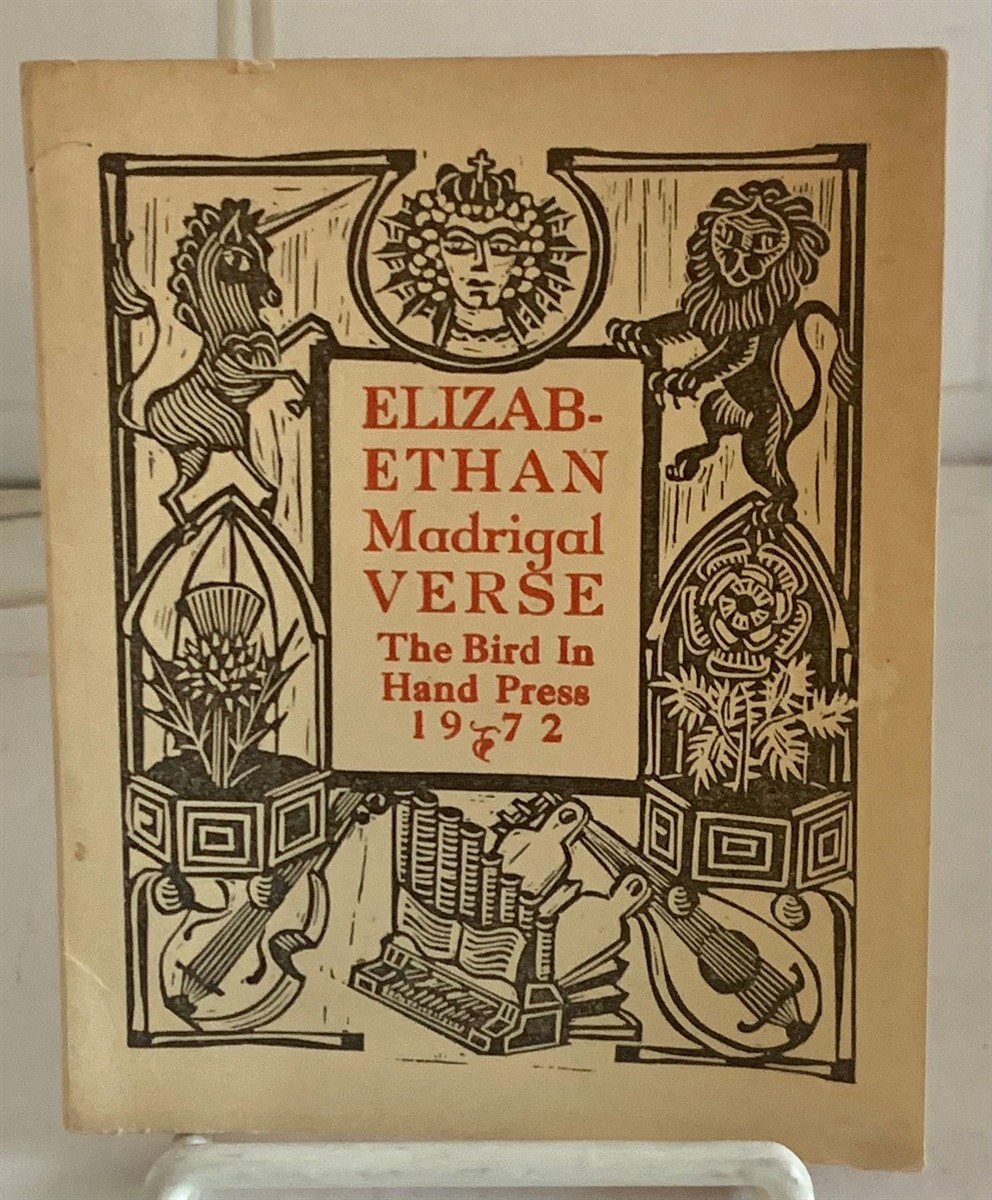 ELIZAB-
ETHAN
Madrigal
VERSE
The Bird In
Hand Press
1972